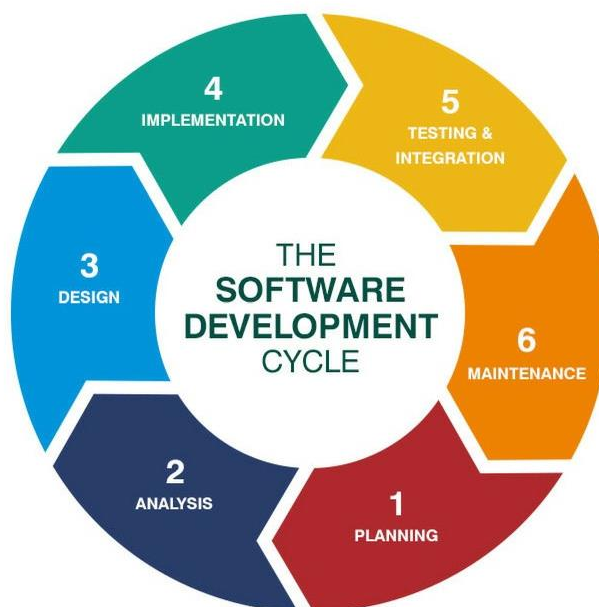 THE
SOFTWARE
DEVELOPMENT
CYCLE
1
PLANNING
2
ANALYSIS
3
DESIGN
4
IMPLEMENTATION
5
TESTING &
INTEGRATION
6
MAINTENANCE